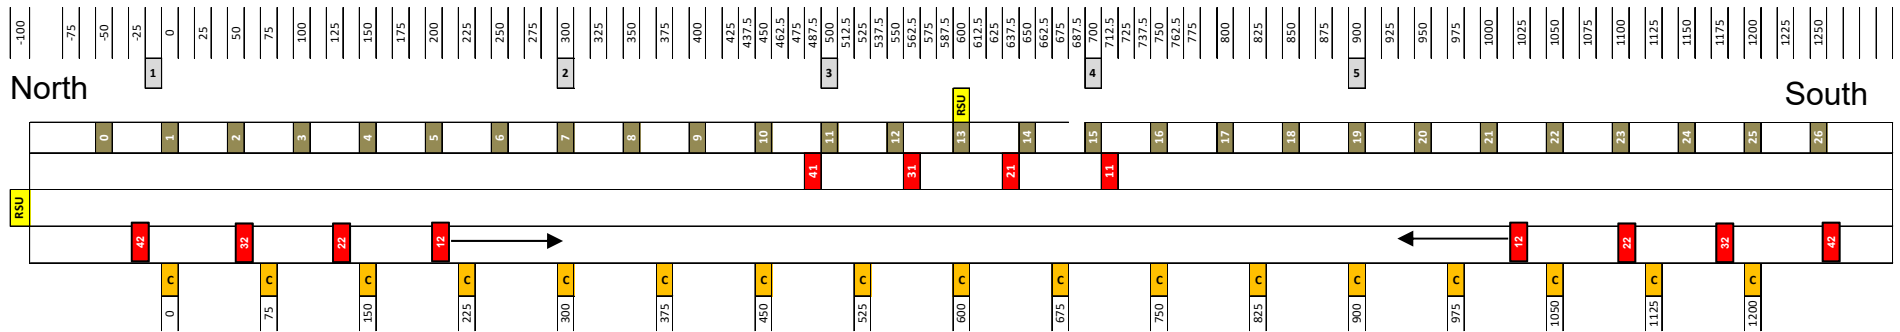 -100 -75 -50 -25 0 25 50 75 100 125 150 175 200 225 250 275 300 325 350 375 400 425 437.5 450 462.5 475 487.5 500 512.5 525 537.5 550 562.5 575 587.5 600 612.5 625 637.5 650 662.5 675 687.5 700 712.5 725 737.5 750 762.5 775 800 825 850 875 900 925 950 975 1000 1025 1050 1075 1100 1125 1150 1175 1200 1225 1250
1 2 3 4 5
North South
RSU
0 1 2 3 4 5 6 7 8 9 10 11 12 13 14 15 16 17 18 19 20 21 22 23 24 25 26
41 31 21 11
RSU
42 32 22 12 12 22 32 42
C C C C C C C C C C C C C C C C C
0 75 150 225 300 375 450 525 600 675 750 825 900 975 1050 1125 1200